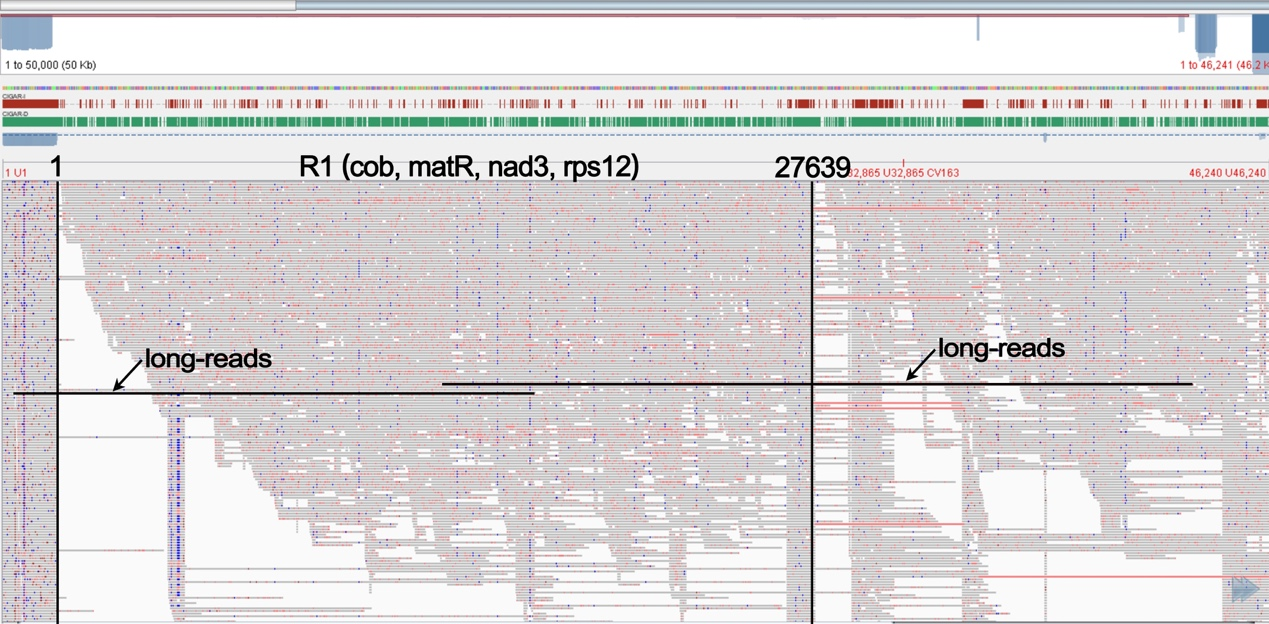 1 to 50,000 (50 Kb)
1 to 46,241 (46.2 K
CIGAR-I
CIGAR-D
1 R1 (cob, matR, nad3, rps12) 27639
1 U1 32,865 U32,865 CV163 46,240 U46,240
long-reads
long-reads